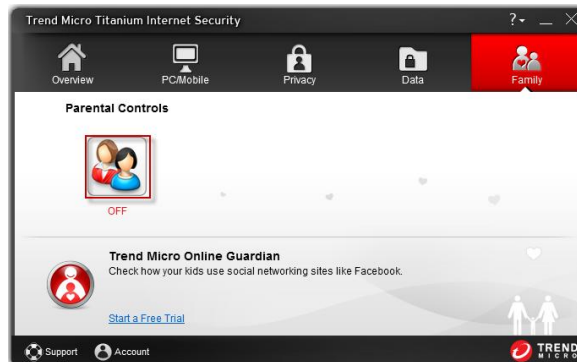 Trend Micro Titanium Internet Security
?
Overview
PC/Mobile
Privacy
Data
Family
Parental Controls
OFF
Trend Micro Online Guardian
Check how your kids use social networking sites like Facebook.
Start a Free Trial
Support
Account
TREND
MICRO